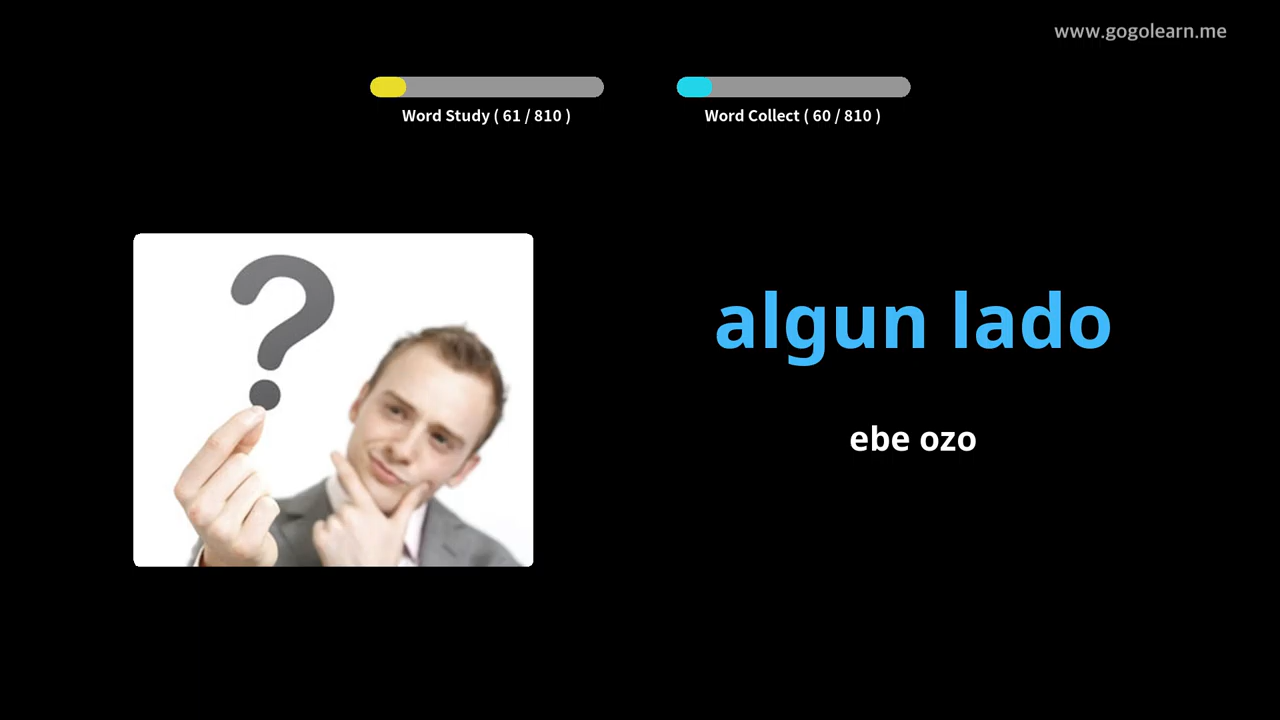 www.gogolearn.me
Word Study ( 61 / 810 )
Word Collect ( 60 / 810 )
algun lado
ebe ozo